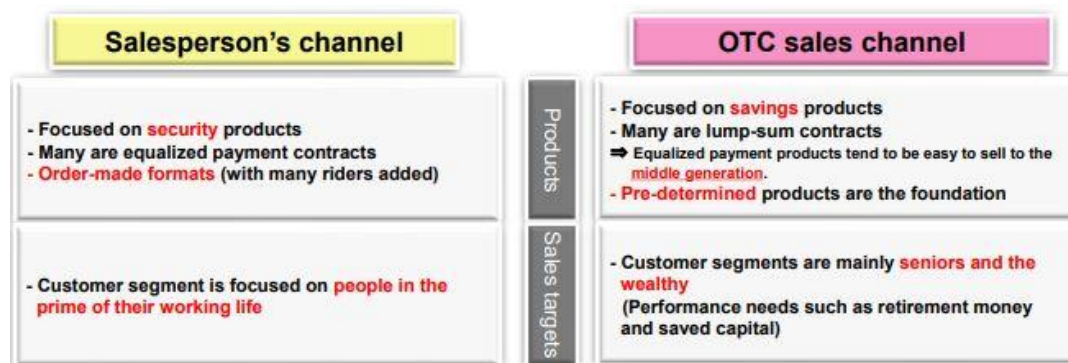 Salesperson's channel
OTC sales channel
- Focused on security products
- Many are equalized payment contracts
- Order-made formats (with many riders added)
Products
- Focused on savings products
- Many are lump-sum contracts
⇒ Equalized payment products tend to be easy to sell to the
middle generation.
- Pre-determined products are the foundation
- Customer segment is focused on people in the
prime of their working life
Sales targets
- Customer segments are mainly seniors and the
wealthy
(Performance needs such as retirement money
and saved capital)